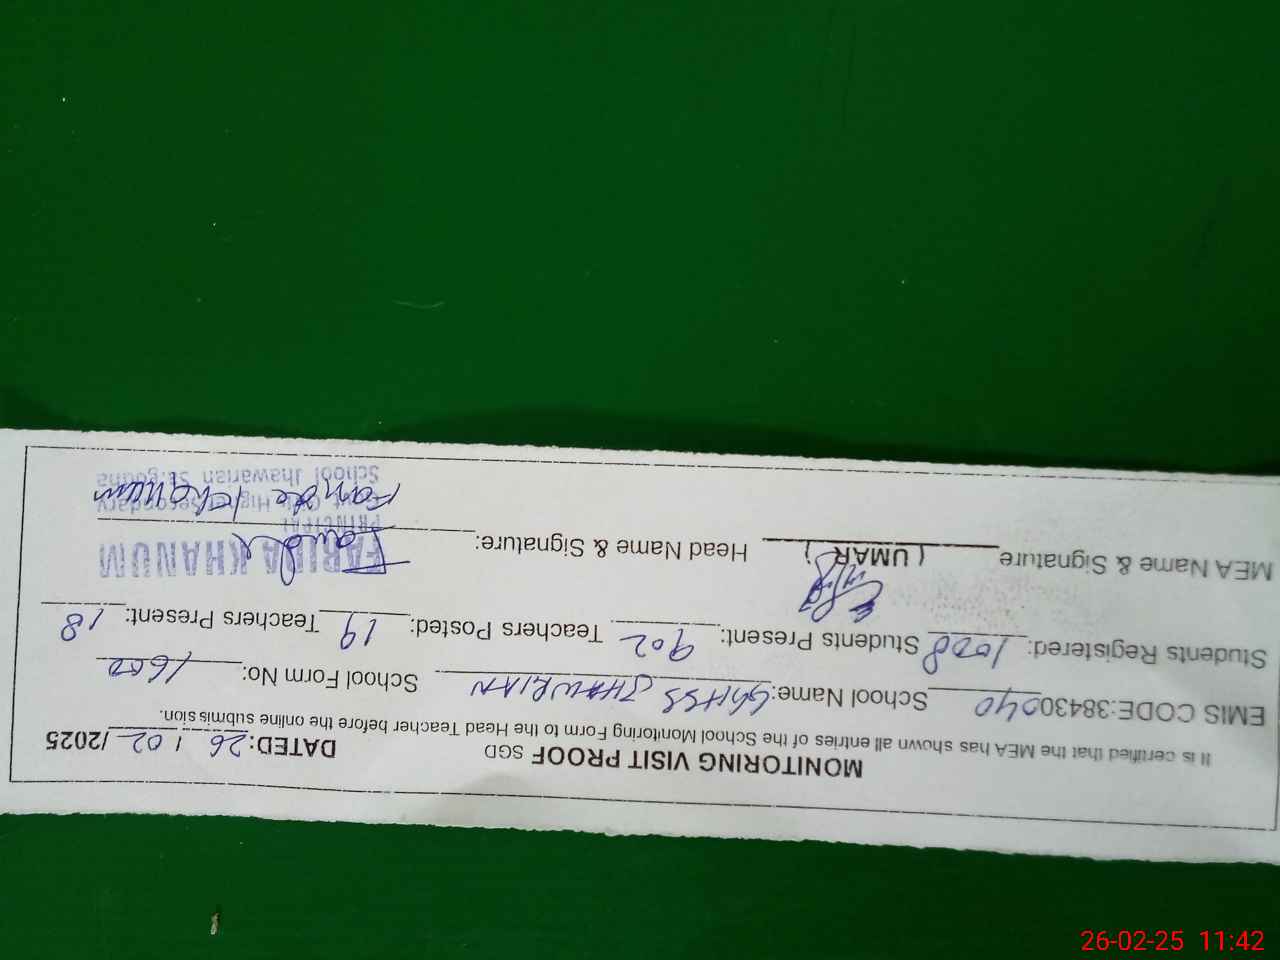 MONITORING VISIT PROOF SGD DATED: 26 / 02 /2025
It is certified that the MEA has shown all entries of the School Monitoring Form to the Head Teacher before the online submission.
EMIS CODE:38430040 School Name: GGHSS JHAWRIAN School Form No: 1600
Students Registered: 1008 Students Present: 902 Teachers Posted: 19 Teachers Present: 18
MEA Name & Signature (UMAR) Head Name & Signature:
FARIDA KHANUM
PRINCIPAL
Higher Secondary
Khanum
School Jhawarian
26-02-25 11:42